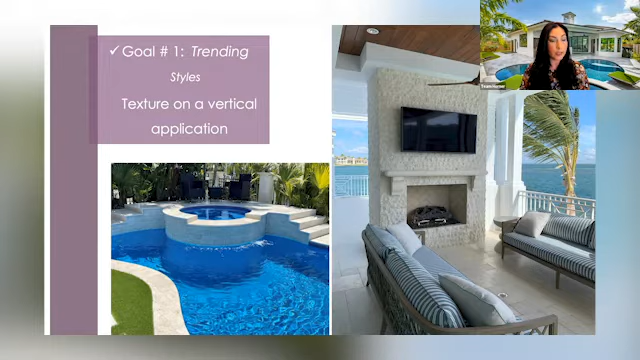 ✓ Goal # 1: Trending
Styles
Texture on a vertical
application